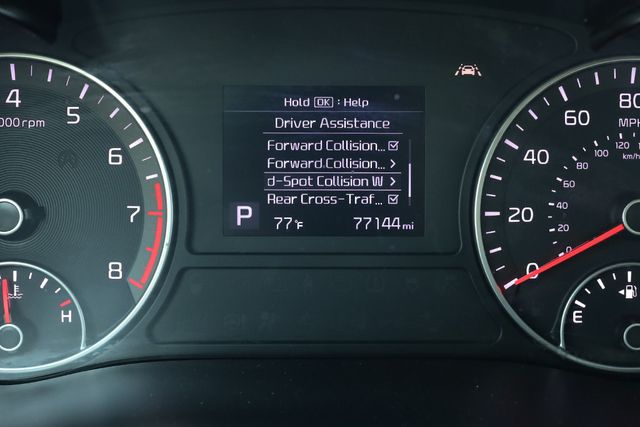 Hold OK : Help
Driver Assistance
Forward Collision...
Forward Collision... >
d-Spot Collision W >
Rear Cross-Traf...
P 77°F 77144 mi
4
5
6
7
8
000 rpm
H
0
20
40
60
80
MPH
km/h
0
20
40
60
80
100
120
E